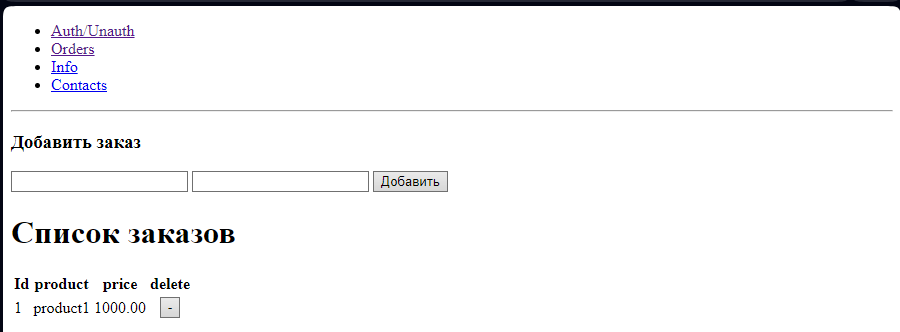 Auth/Unauth
Orders
Info
Contacts
Добавить заказ
Добавить
Список заказов
Id product price delete
1 product1 1000.00 -